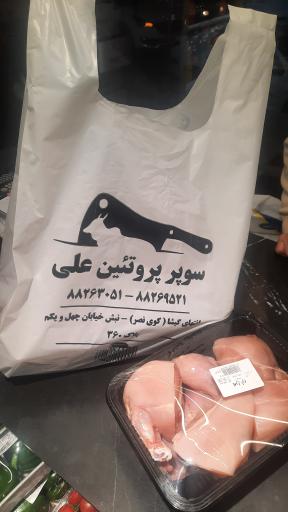 سوپر پروتئین علی
۸۸۲۶۳۰۵۱ – ۸۸۲۶۹۵۲۱
انتهای گیشا ( کوی نصر) – نبش خیابان چهل و یکم
۳۶۰